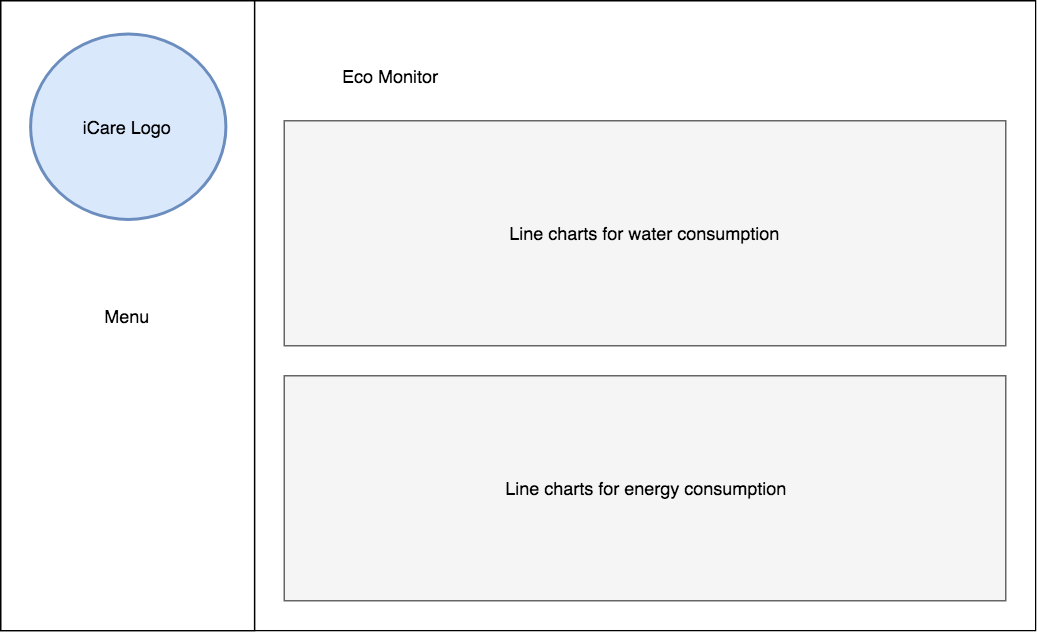 iCare Logo
Menu
Eco Monitor
Line charts for water consumption
Line charts for energy consumption